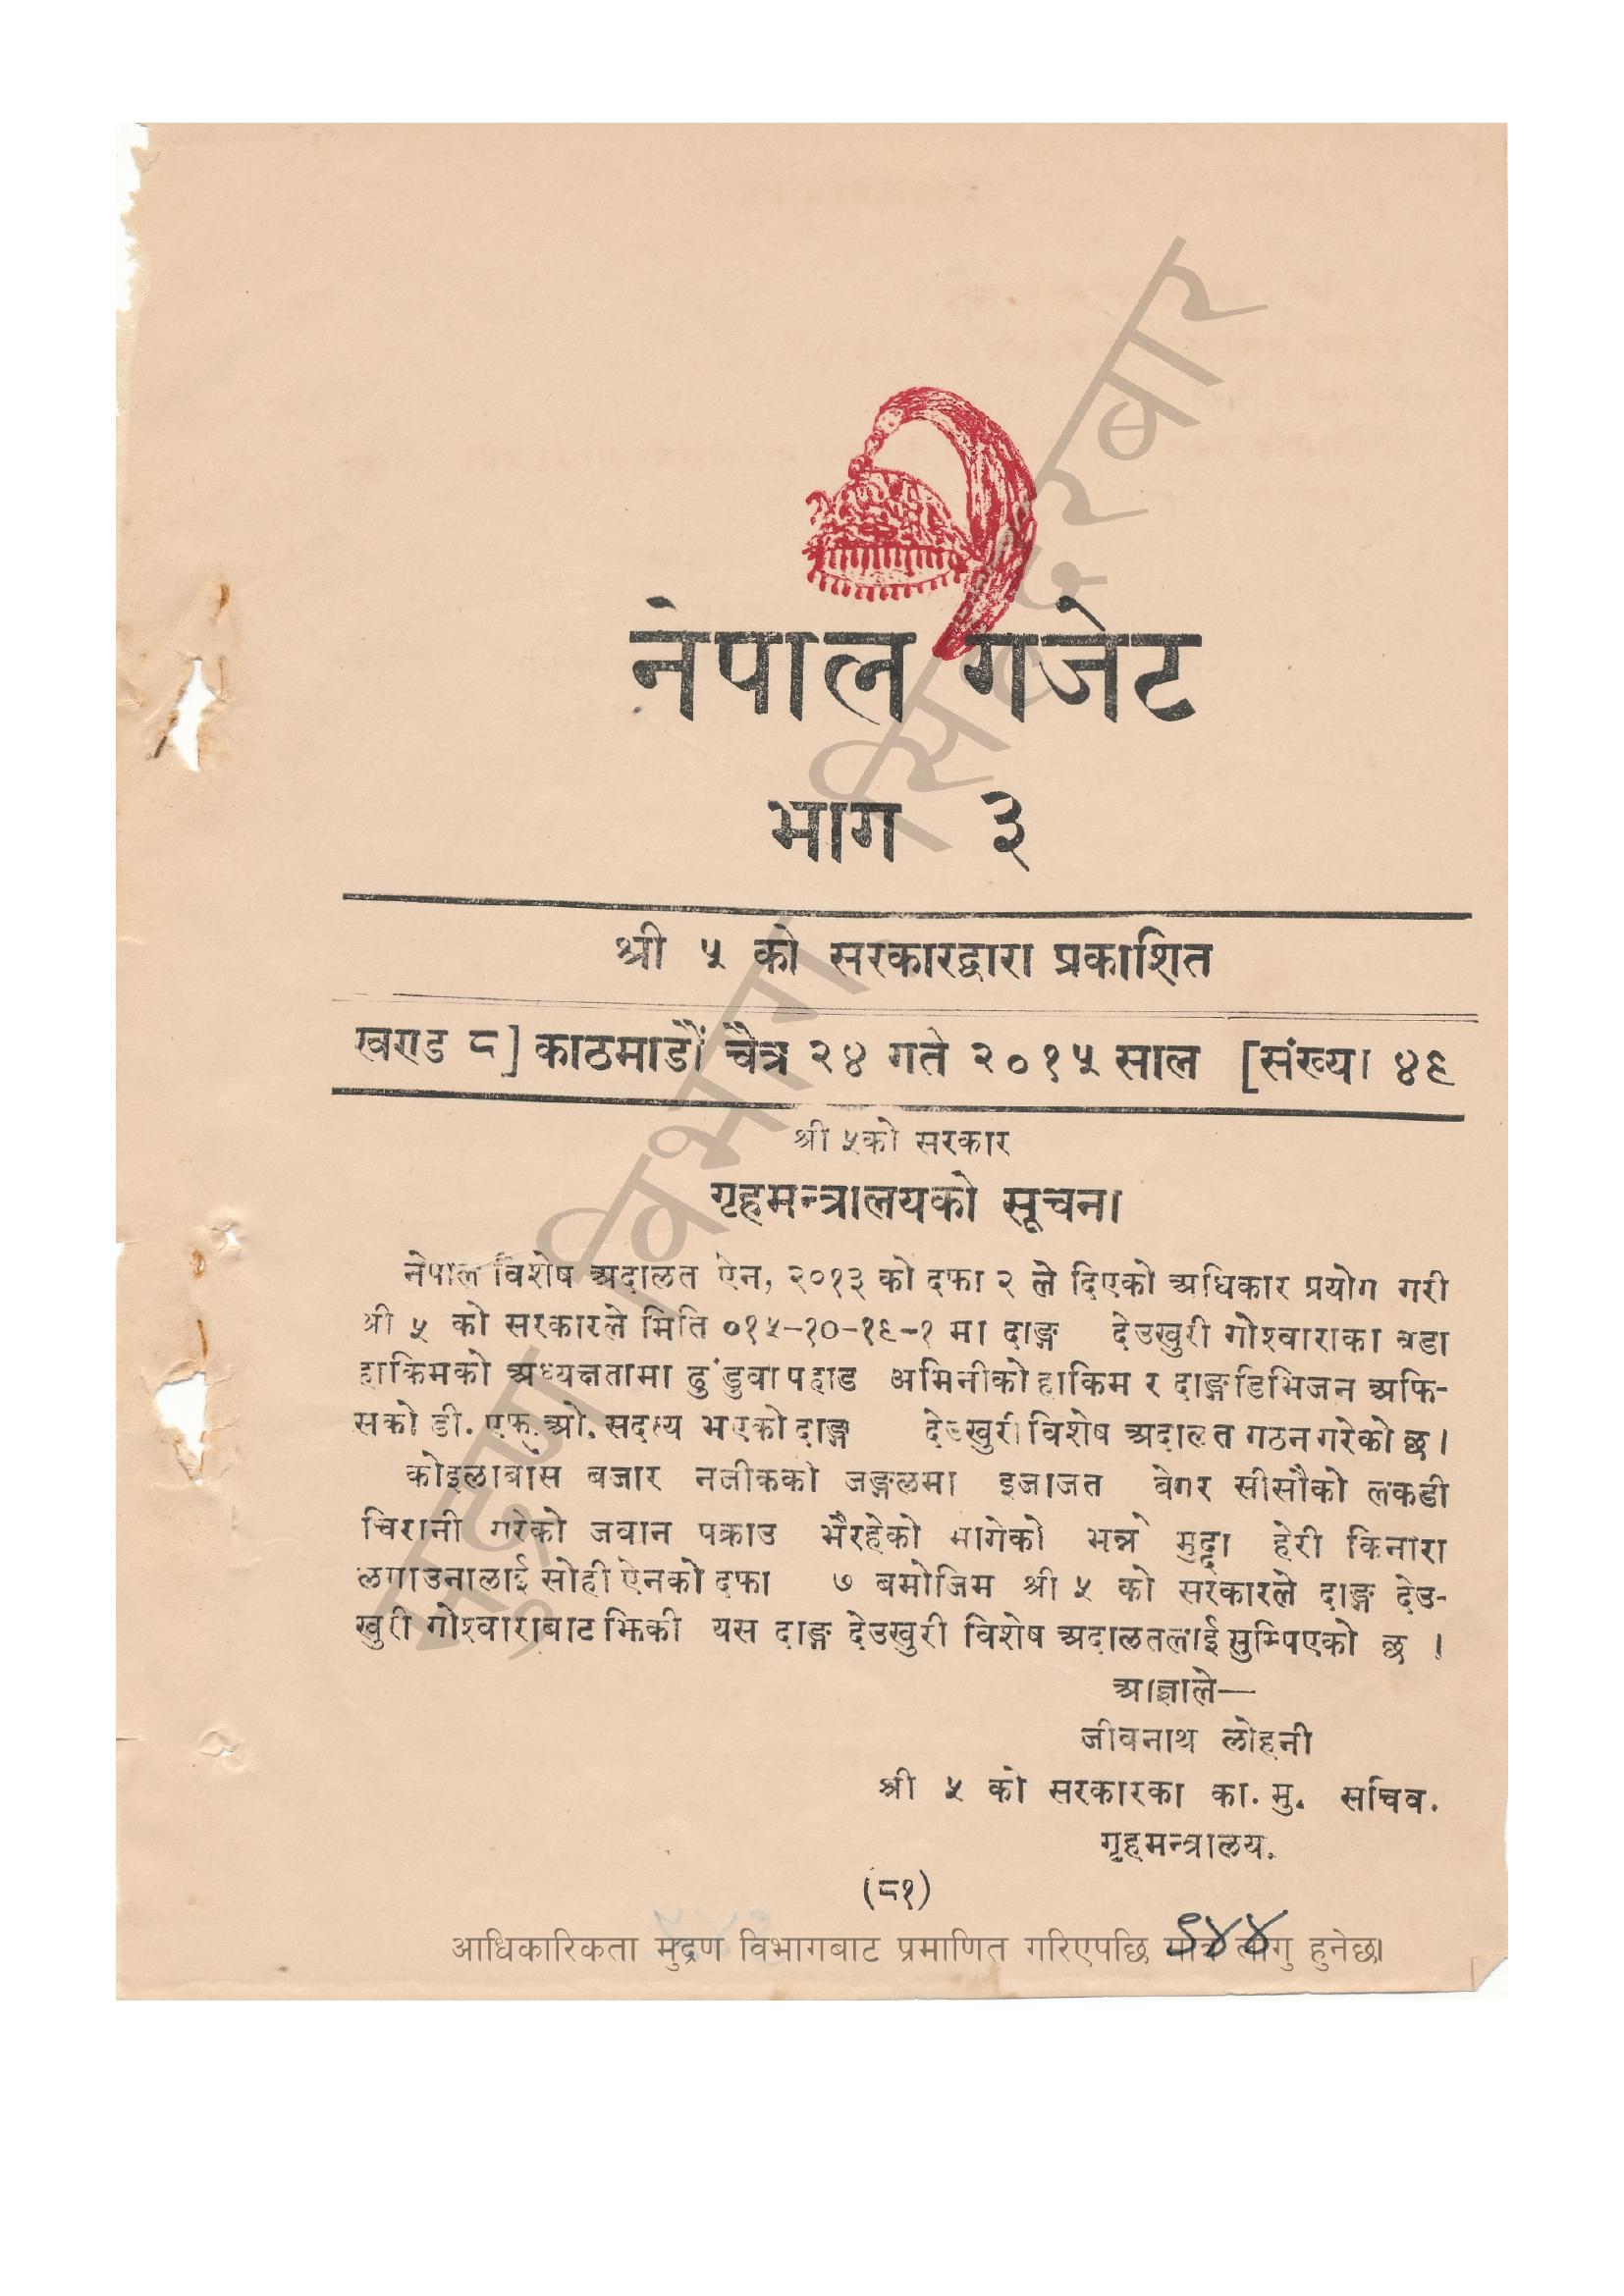 नेपाल गजेट
भाग ३
श्री ५ को सरकारद्वारा प्रकाशित
खण्ड ८] काठमाडौं चैत्र २४ गते २०१५ साल [संख्या ४९
श्री ५को सरकार
गृहमन्त्रालयको सूचना
नेपाल विशेष अदालत ऐन, २०१३ को दफा २ ले दिएको अधिकार प्रयोग गरी
श्री ५ को सरकारले मिति ०१५-१०-१९-१ मा दाङ्ग देउखुरी गोश्वाराका बडा
हाकिमको अध्यक्षतामा ढुंडुवा पहाड अमिनीको हाकिम र दाङ्ग डिभिजन अफि-
सको डी. एफ. ओ. सदस्य भएको दाङ्ग देउखुरी विशेष अदालत गठन गरेको छ।
कोइलाबास बजार नजीकको जङ्गलमा इजाजत बेगर सीसौको लकडी
चिरानी गरेको जवान पक्राउ भैरहेको भागेको भन्ने मुद्दा हेरी किनारा
लगाउनालाई सोही ऐनको दफा ७ बमोजिम श्री ५ को सरकारले दाङ्ग देउ-
खुरी गोश्वाराबाट झिकी यस दाङ्ग देउखुरी विशेष अदालतलाई सुम्पिएको छ ।
आज्ञाले—
जीवनाथ लोहनी
श्री ५ को सरकारका का. मु. सचिव.
गृहमन्त्रालय.
(८१)
९४४
आधिकारिकता मुद्रण विभागबाट प्रमाणित गरिएपछि मात्र लागु हुनेछ।
मुद्रण विभाग सिंहदरबार